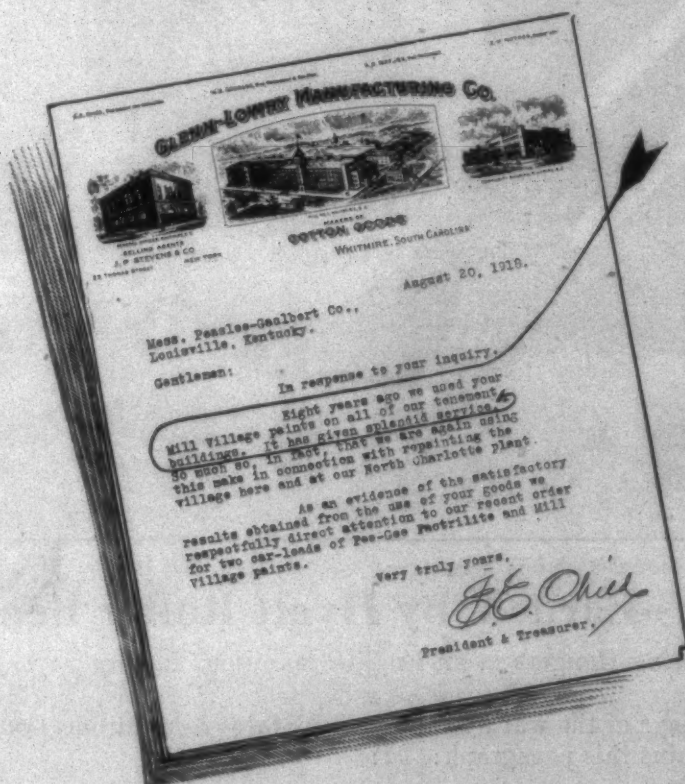 GLENN-LOWRY MANUFACTURING CO.
SELLING AGENTS
J. P. STEVENS & CO.
23 THOMAS STREET NEW YORK
MAKERS OF
COTTON GOODS
WHITMIRE, SOUTH CAROLINA
August 20, 1918.
Mess. Peaslee-Gaulbert Co.,
Louisville, Kentucky.
Gentlemen:
In response to your inquiry.
Eight years ago we used your
Mill Village paints on all of our tenement
buildings. It has given splendid service.
So much so, in fact, that we are again using
this make in connection with repainting the
village here and at our North Charlotte plant.
As an evidence of the satisfactory
results obtained from the use of your goods we
respectfully direct attention to our recent order
for two car-loads of Pee-Gee Factrilite and Mill
Village paints.
Very truly yours,
President & Treasurer.